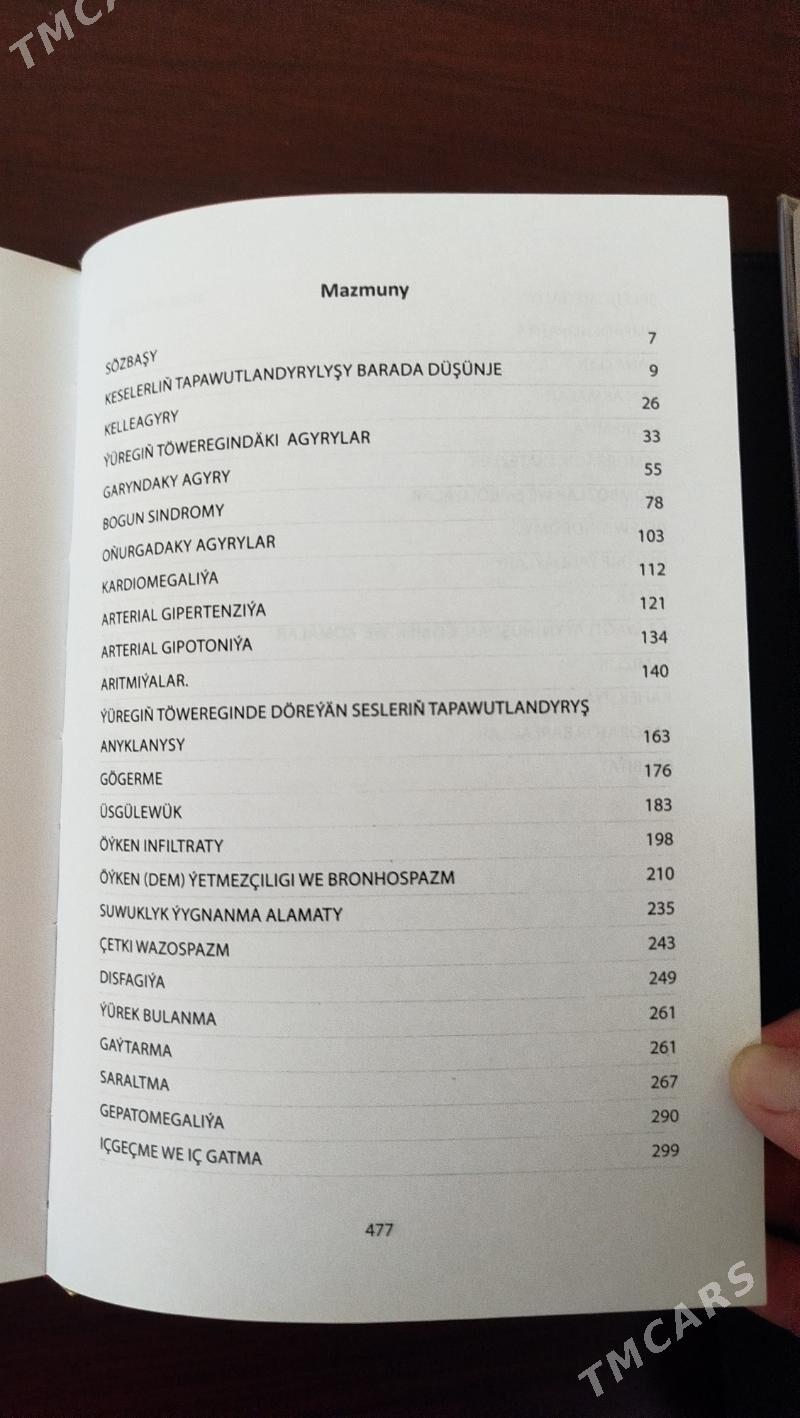 TMCARS
Mazmuny
SÖZBAŞY 7
KESELERLIŇ TAPAWUTLANDYRYLYŞY BARADA DÜŞÜNJE 9
KELLEAGYRY 26
ÝÜREGIŇ TÖWEREGINDÄKI AGYRYLAR 33
GARYNDAKY AGYRY 55
BOGUN SINDROMY 78
OŇURGADAKY AGYRYLAR 103
KARDIOMEGALIÝA 112
ARTERIAL GIPERTENZIÝA 121
ARTERIAL GIPOTONIÝA 134
ARITMIÝALAR. 140
ÝÜREGIŇ TÖWEREGINDE DÖREÝÄN SESLERIŇ TAPAWUTLANDYRYŞ
ANYKLANYSY 163
GÖGERME 176
ÜSGÜLEWÜK 183
ÖÝKEN INFILTRATY 198
ÖÝKEN (DEM) ÝETMEZÇILIGI WE BRONHOSPAZM 210
SUWUKLYK ÝYGNANMA ALAMATY 235
ÇETKI WAZOSPAZM 243
DISFAGIÝA 249
ÝÜREK BULANMA 261
GAÝTARMA 261
SARALTMA 267
GEPATOMEGALIÝA 290
IÇGEÇME WE IÇ GATMA 299
477
TMCARS